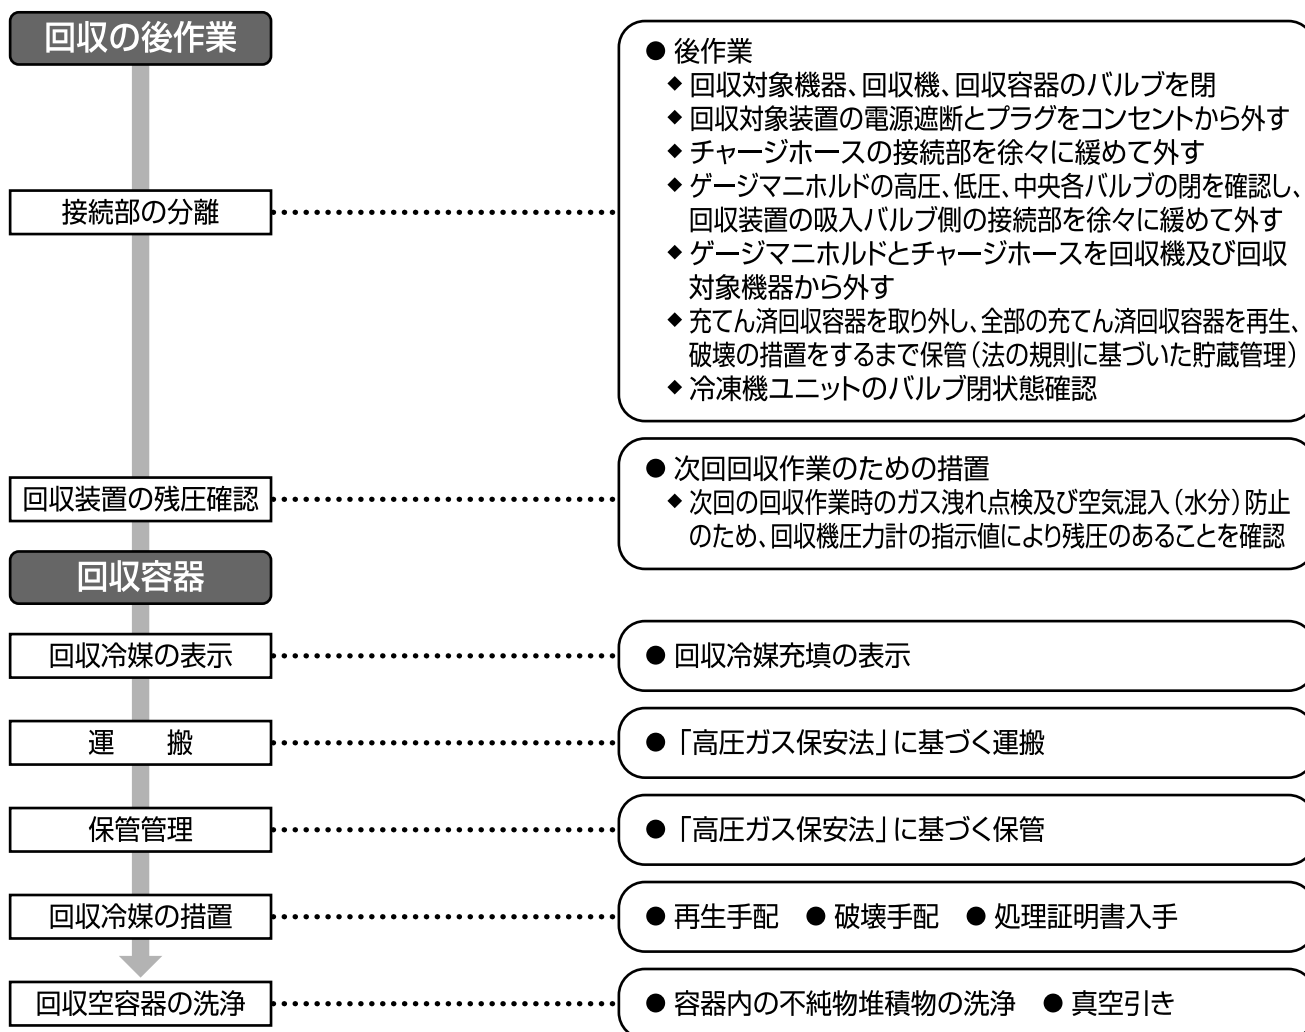 回収の後作業
接続部の分離
● 後作業
◆ 回収対象機器、回収機、回収容器のバルブを閉
◆ 回収対象装置の電源遮断とプラグをコンセントから外す
◆ チャージホースの接続部を徐々に緩めて外す
◆ ゲージマニホルドの高圧、低圧、中央各バルブの閉を確認し、
回収装置の吸入バルブ側の接続部を徐々に緩めて外す
◆ ゲージマニホルドとチャージホースを回収機及び回収
対象機器から外す
◆ 充てん済回収容器を取り外し、全部の充てん済回収容器を再生、
破壊の措置をするまで保管（法の規則に基づいた貯蔵管理）
◆ 冷凍機ユニットのバルブ閉状態確認
回収装置の残圧確認
● 次回回収作業のための措置
◆ 次回の回収作業時のガス洩れ点検及び空気混入（水分）防止
のため、回収機圧力計の指示値により残圧のあることを確認
回収容器
回収冷媒の表示
● 回収冷媒充填の表示
運　　搬
● 「高圧ガス保安法」に基づく運搬
保管管理
● 「高圧ガス保安法」に基づく保管
回収冷媒の措置
● 再生手配　● 破壊手配　● 処理証明書入手
回収空容器の洗浄
● 容器内の不純物堆積物の洗浄　● 真空引き